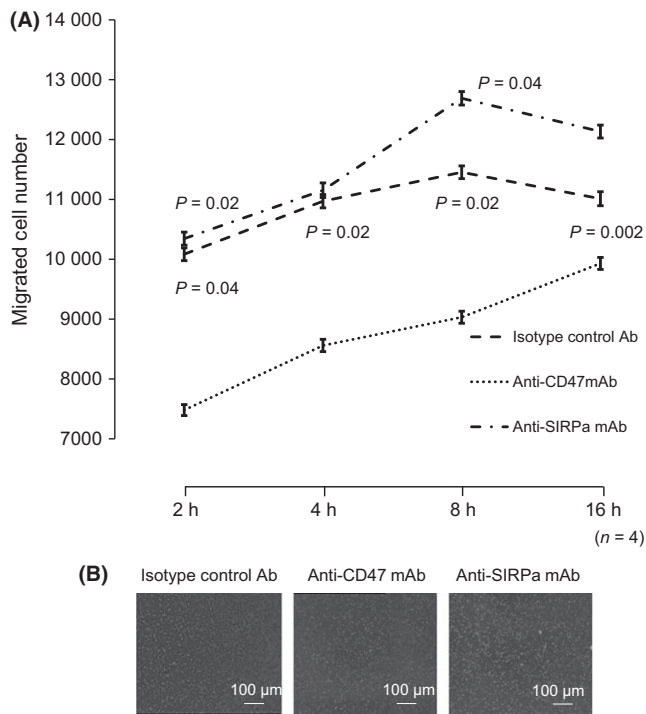 (A)
14 000
13 000
12 000
11 000
10 000
9000
8000
7000
Migrated cell number
P = 0.04
P = 0.02
P = 0.02
P = 0.02
P = 0.002
P = 0.04
Isotype control Ab
Anti-CD47mAb
Anti-SIRPa mAb
2 h 4 h 8 h 16 h
(n = 4)
(B)
Isotype control Ab Anti-CD47 mAb Anti-SIRPa mAb
100 µm 100 µm 100 µm